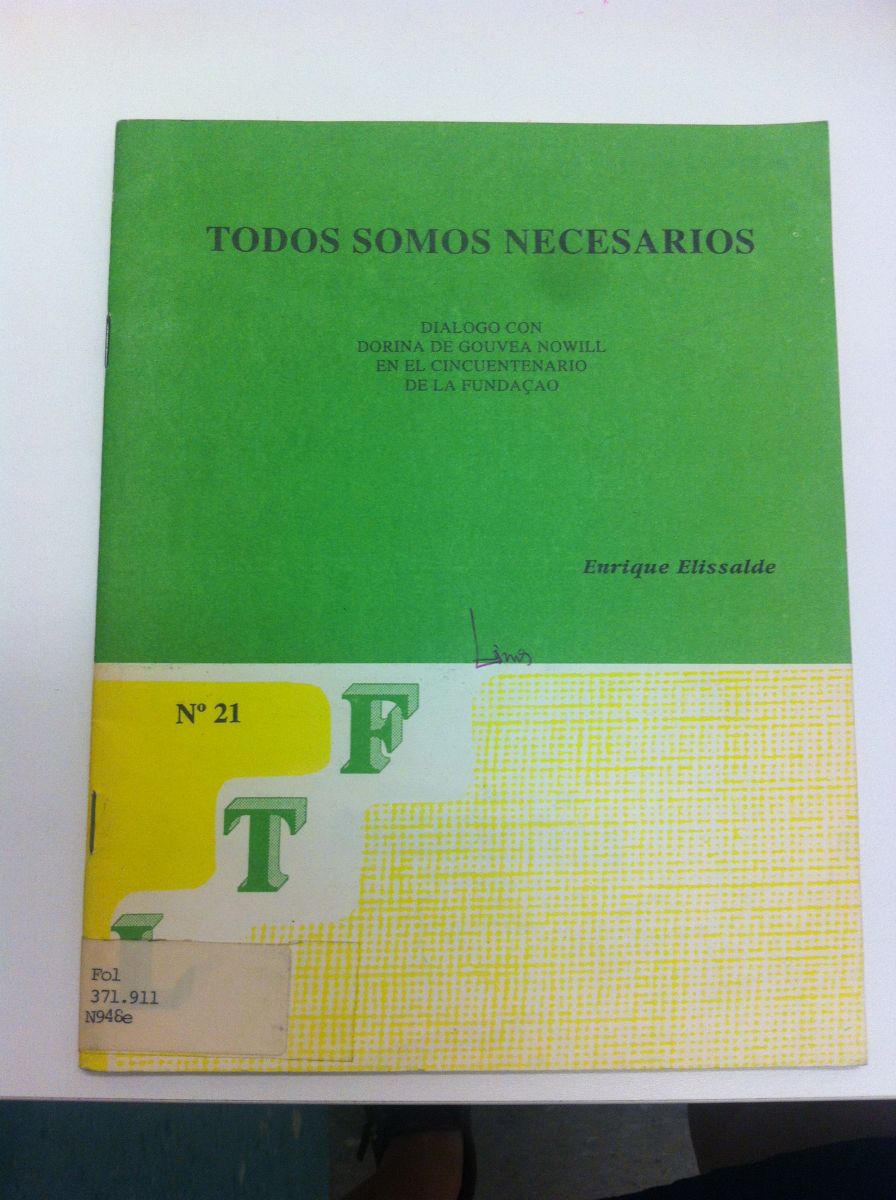 TODOS SOMOS NECESARIOS
DIALOGO CON
DORINA DE GOUVEA NOWILL
EN EL CINCUENTENARIO
DE LA FUNDAÇAO
Enrique Elissalde
Nº 21
F
T
L
Fol
371.911
N948e